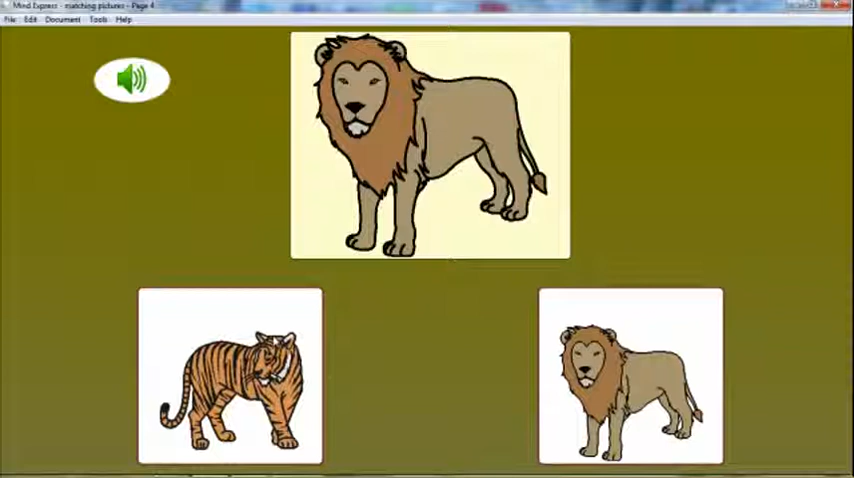 Mind Express - matching pictures - Page 4
File Edit Document Tools Help